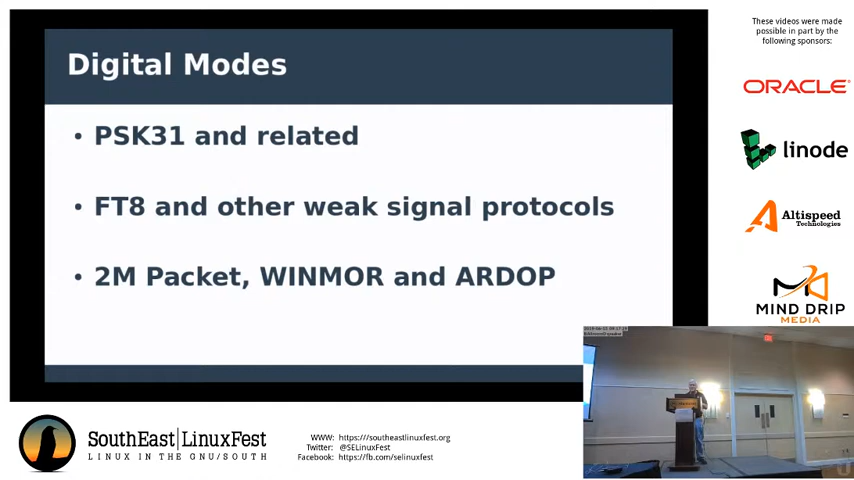 Digital Modes
• PSK31 and related
• FT8 and other weak signal protocols
• 2M Packet, WINMOR and ARDOP
These videos were made
possible in part by the
following sponsors:
ORACLE
linode
Altispeed
Technologies
MIND DRIP
MEDIA
SouthEast|LinuxFest
LINUX IN THE GNU/SOUTH
WWW: https:///southeastlinuxfest.org
Twitter: @SELinuxFest
Facebook: https://fb.com/selinuxfest